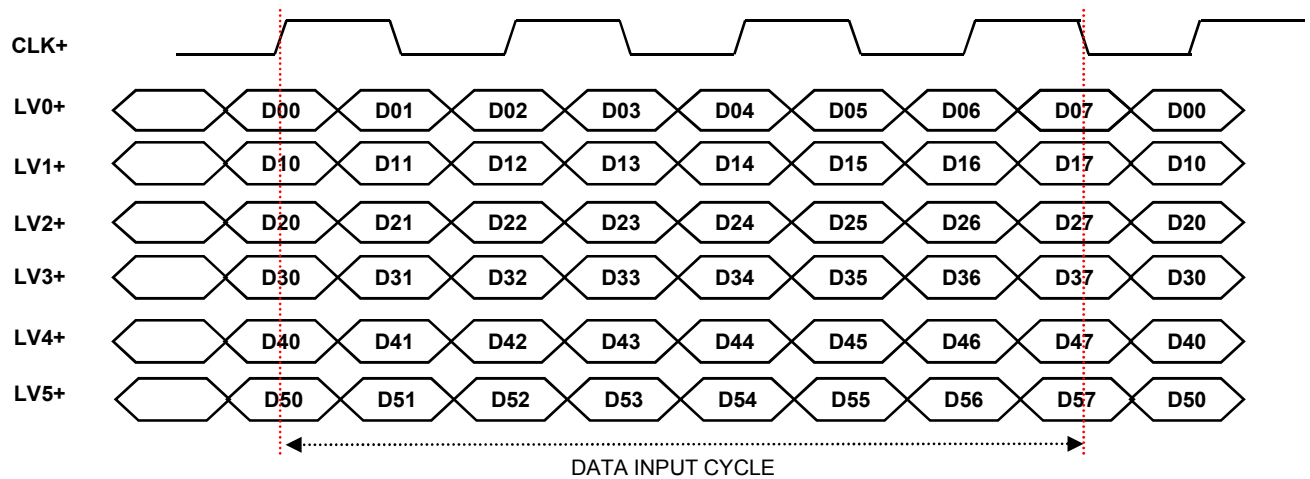 CLK+
LV0+ D00 D01 D02 D03 D04 D05 D06 D07 D00
LV1+ D10 D11 D12 D13 D14 D15 D16 D17 D10
LV2+ D20 D21 D22 D23 D24 D25 D26 D27 D20
LV3+ D30 D31 D32 D33 D34 D35 D36 D37 D30
LV4+ D40 D41 D42 D43 D44 D45 D46 D47 D40
LV5+ D50 D51 D52 D53 D54 D55 D56 D57 D50
DATA INPUT CYCLE